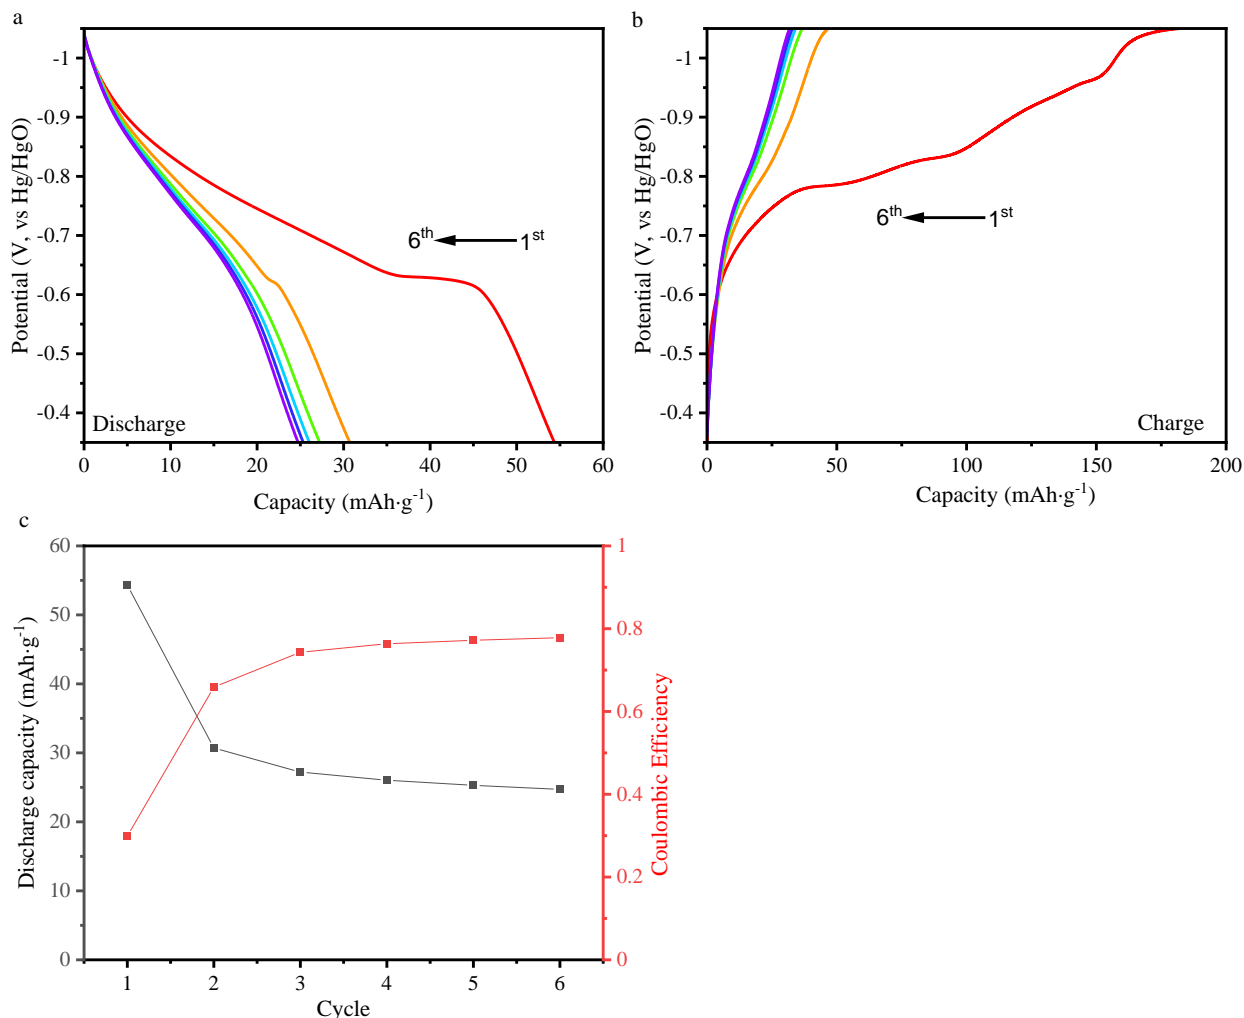 a
Potential (V, vs Hg/HgO)
-1
-0.9
-0.8
-0.7
-0.6
-0.5
-0.4
6th
1st
Discharge
0
10
20
30
40
50
60
Capacity (mAh·g-1)
b
Potential (V, vs Hg/HgO)
-1
-0.9
-0.8
-0.7
-0.6
-0.5
-0.4
6th
1st
Charge
0
50
100
150
200
Capacity (mAh·g-1)
c
Discharge capacity (mAh·g-1)
60
50
40
30
20
10
0
1
0.8
0.6
0.4
0.2
0
Coulombic Efficiency
1
2
3
4
5
6
Cycle